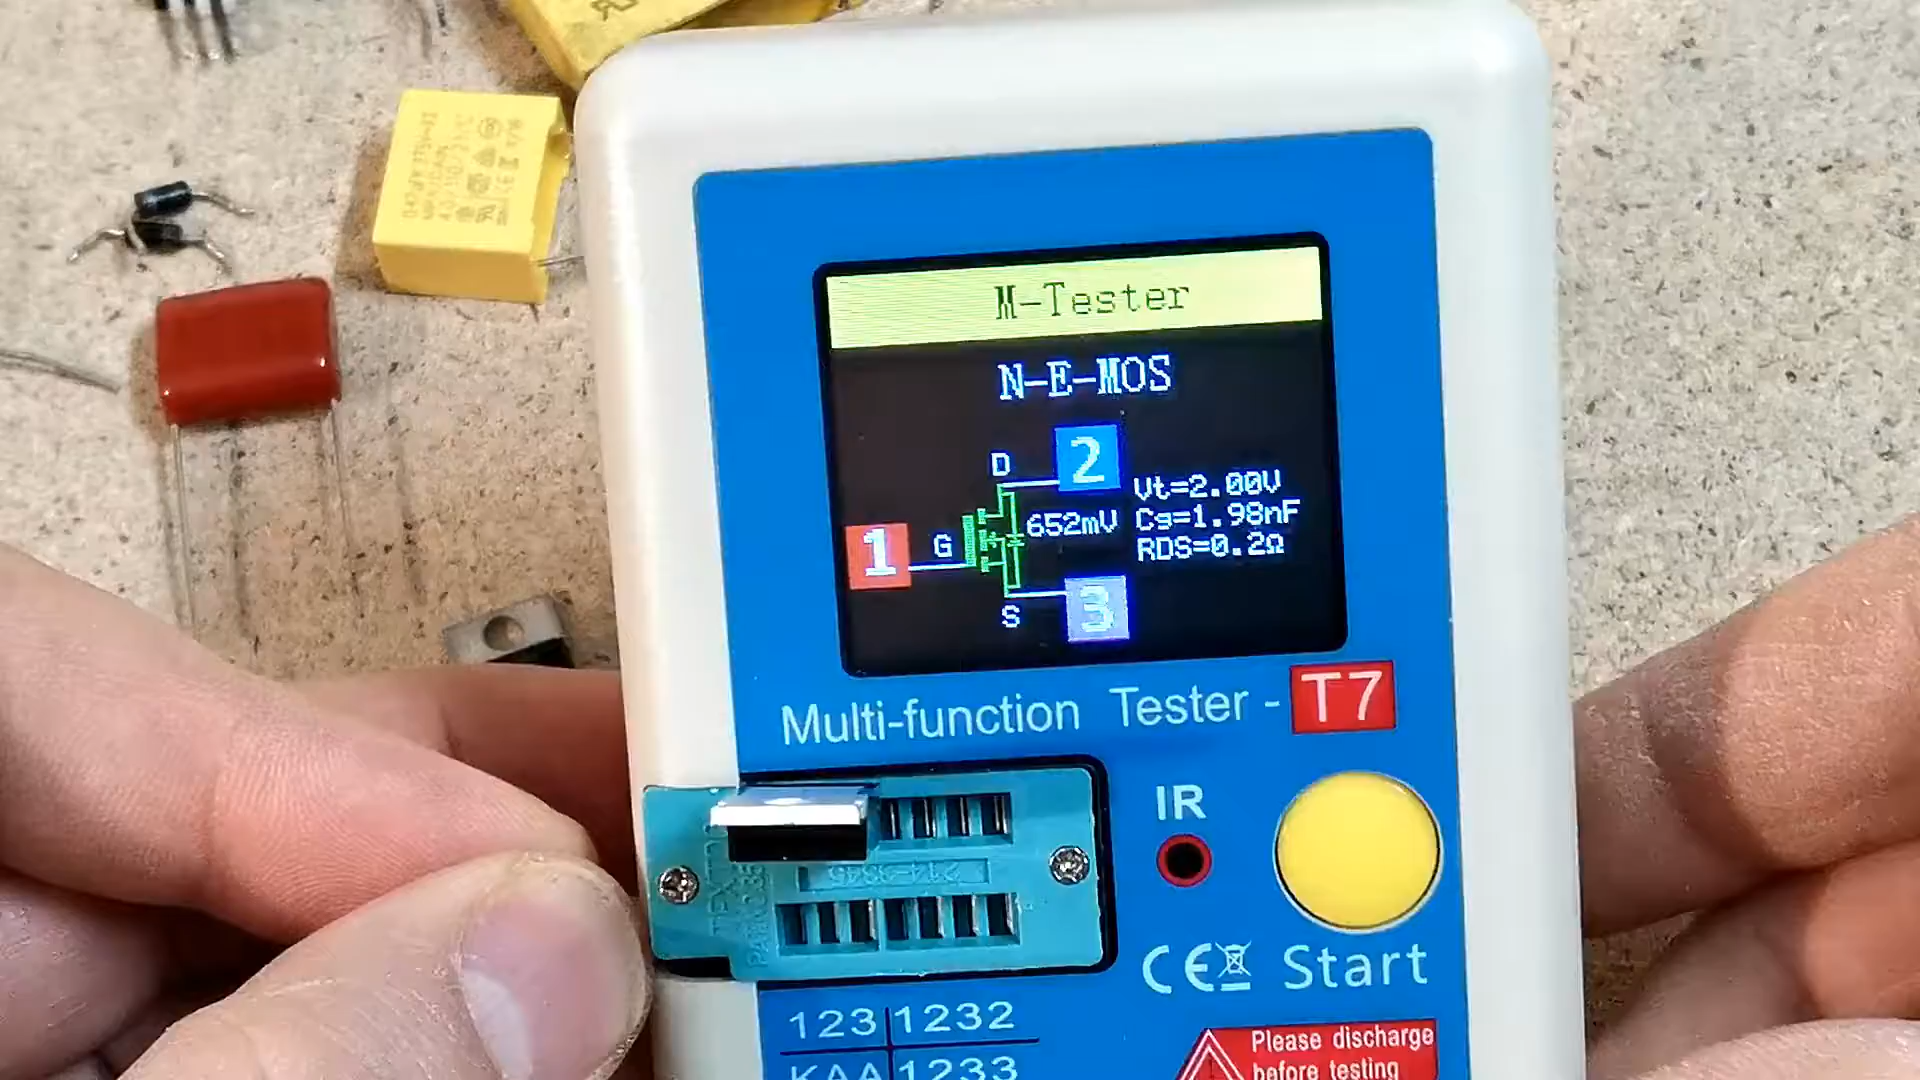 M-Tester
N-E-MOS
D
2
652mV
Vt=2.00V
Cg=1.98nF
RDS=0.2Ω
1
G
S
3
Multi-function Tester - T7
IR
CE
Start
123 1232
KAA 1233
Please discharge
before testing